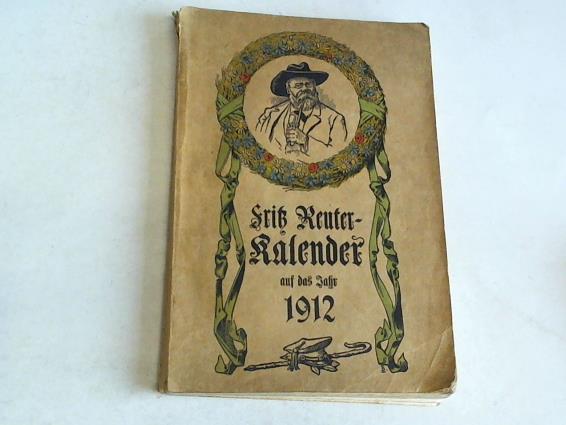 Fritz Reuter-
Kalender
auf das Jahr
1912